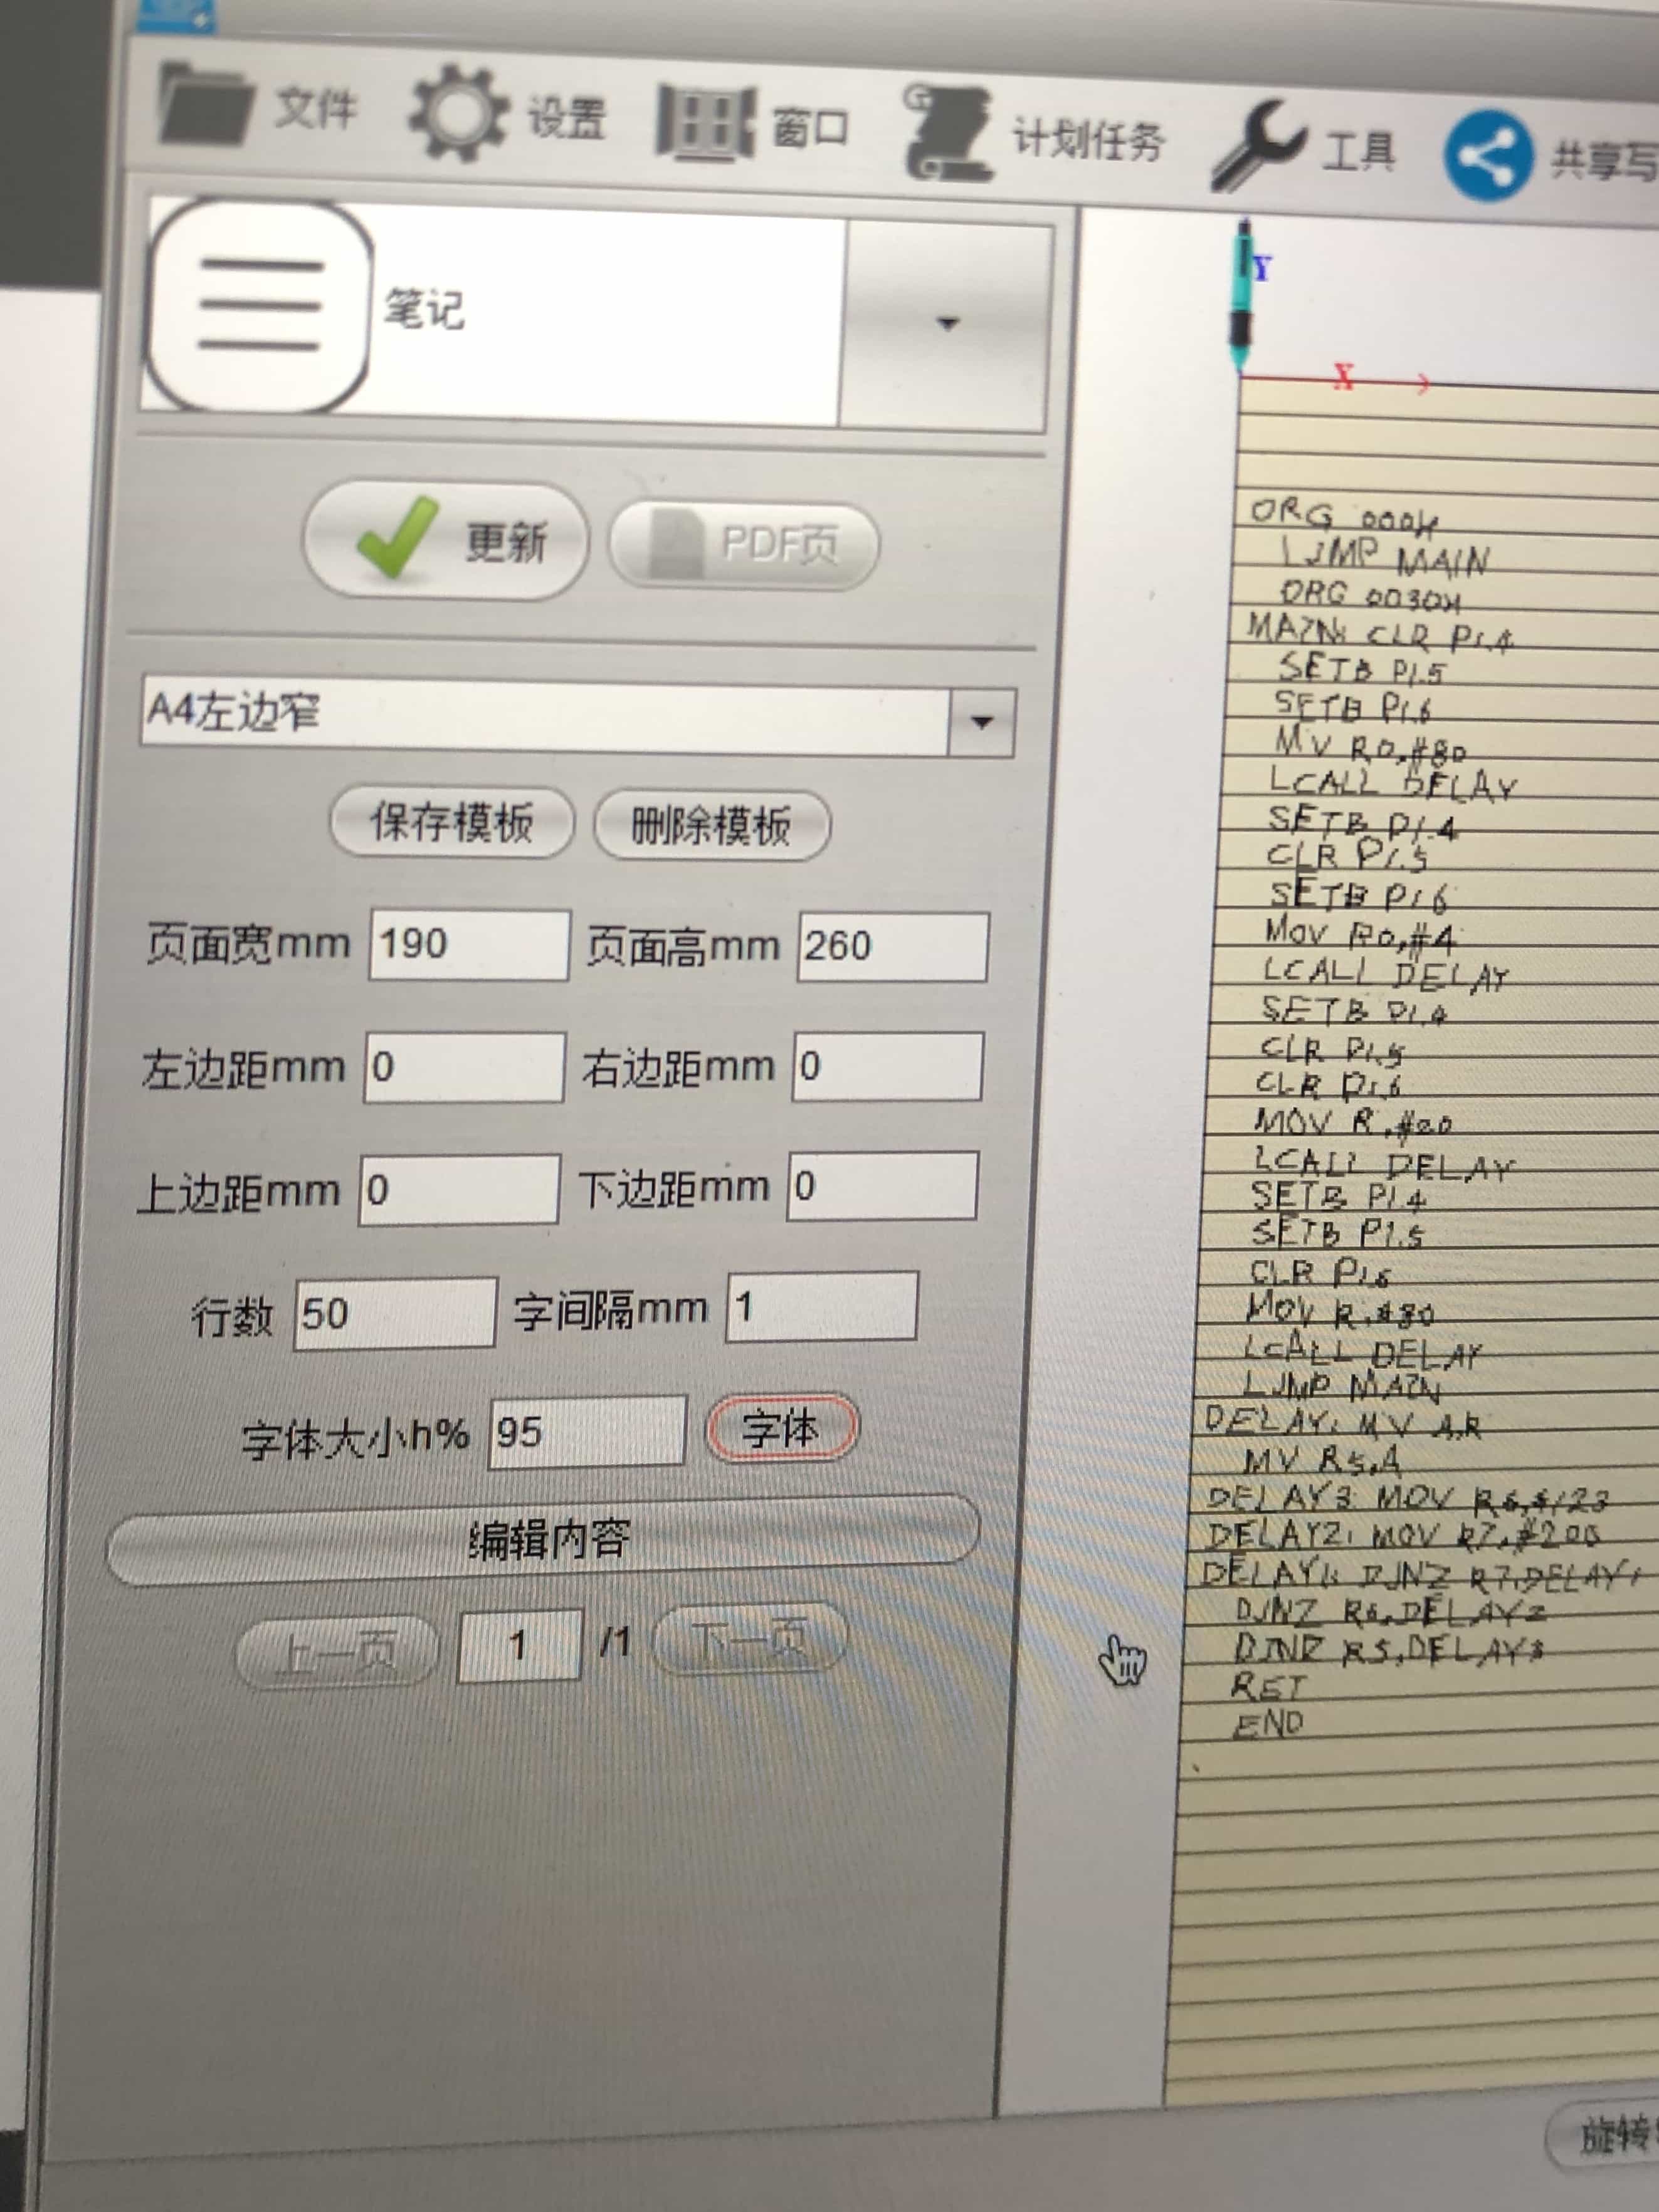 文件 设置 窗口 计划任务 工具 共享写
笔记
Y
X
更新 PDF页
A4左边窄
保存模板 删除模板
页面宽mm 190 页面高mm 260
左边距mm 0 右边距mm 0
上边距mm 0 下边距mm 0
行数 50 字间隔mm 1
字体大小h% 95 字体
编辑内容
上一页 1 /1 下一页
ORG 000H
LJMP MAIN
ORG 0030H
MAIN: CLR P1.4
SETB P1.5
SETB P1.6
MV R0,#80
LCALL DELAY
SETB P1.4
CLR P1.5
SETB P1.6
MOV R0,#4
LCALL DELAY
SETB P1.4
CLR P1.5
CLR P1.6
MOV R,#20
LCALL DELAY
SETB P1.4
SETB P1.5
CLR P1.6
MOV R,#80
LCALL DELAY
LJMP MAIN
DELAY: MV A,R
MV R5,A
DELAY3: MOV R6,#123
DELAY2: MOV R7,#200
DELAY1: DJNZ R7,DELAY1
DJNZ R6,DELAY2
DJNZ R5,DELAY3
RET
END
旋转